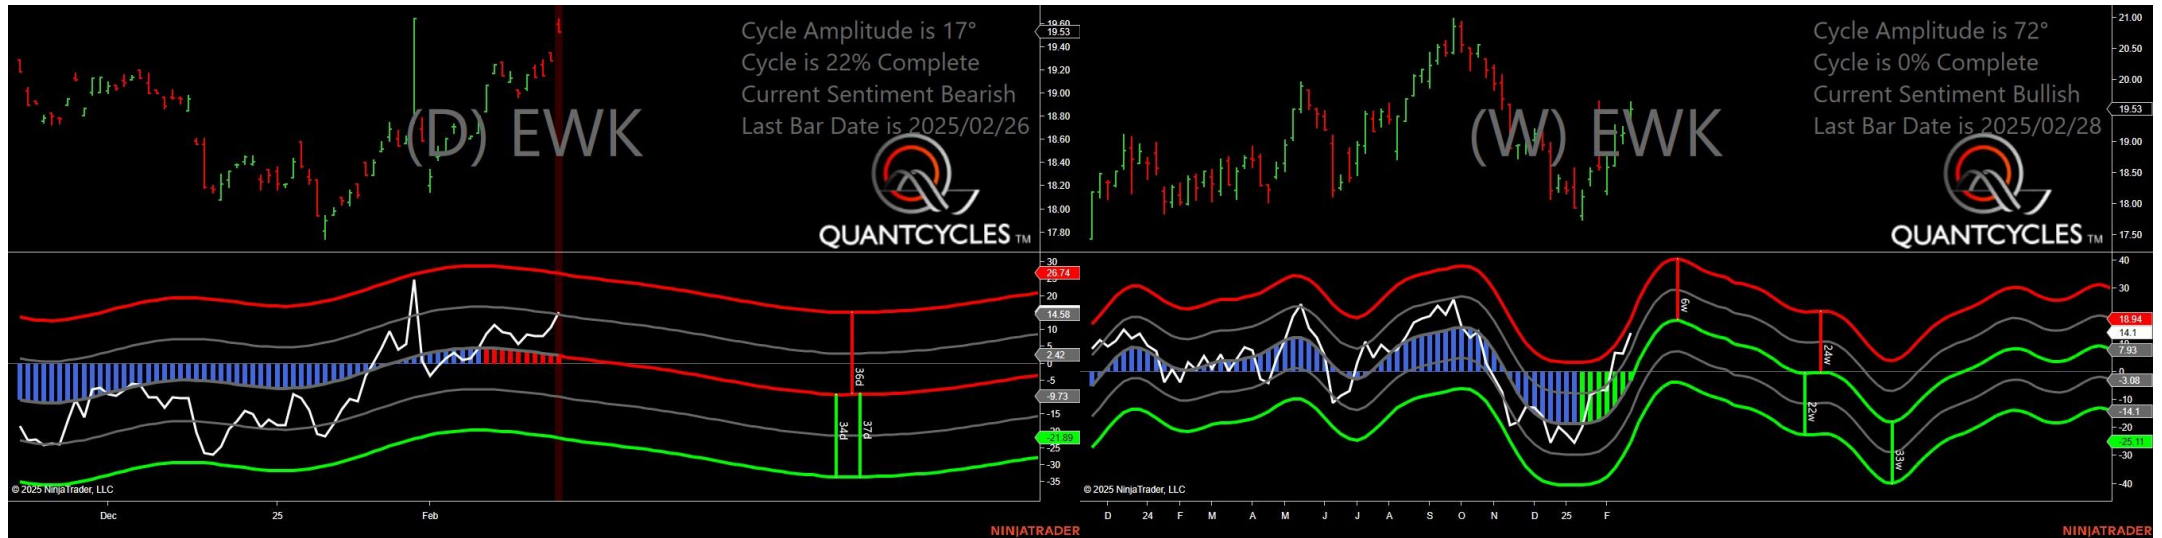 Cycle Amplitude is 17°
Cycle is 22% Complete
Current Sentiment Bearish
Last Bar Date is 2025/02/26
(D) EWK
QUANTCYCLES TM
19.60
19.53
19.40
19.20
19.00
18.80
18.60
18.40
18.20
18.00
17.80
30
26.74
20
14.58
10
5
2.42
0
-5
-9.73
-15
-21.89
-25
-30
-35
36d
34d
37d
© 2025 NinjaTrader, LLC
Dec
25
Feb
NINJATRADER
Cycle Amplitude is 72°
Cycle is 0% Complete
Current Sentiment Bullish
Last Bar Date is 2025/02/28
(W) EWK
QUANTCYCLES TM
21.00
20.50
20.00
19.53
19.00
18.50
18.00
17.50
40
30
18.94
14.1
7.93
0
-3.08
-10
-14.1
-20
-25.11
-30
-40
6w
24w
22w
33w
© 2025 NinjaTrader, LLC
D 24 F M A M J J A S O N D 25 F
NINJATRADER